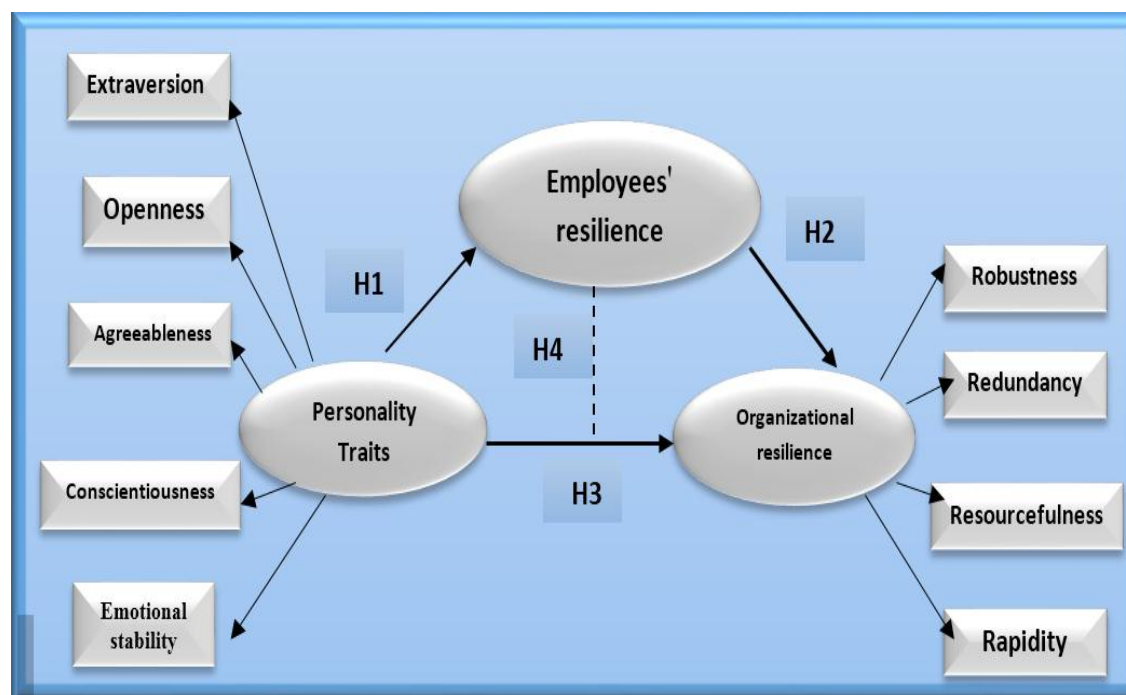 Extraversion
Openness
Agreeableness
Conscientiousness
Emotional
stability
Personality
Traits
H1
Employees'
resilience
H2
H4
H3
Organizational
resilience
Robustness
Redundancy
Resourcefulness
Rapidity